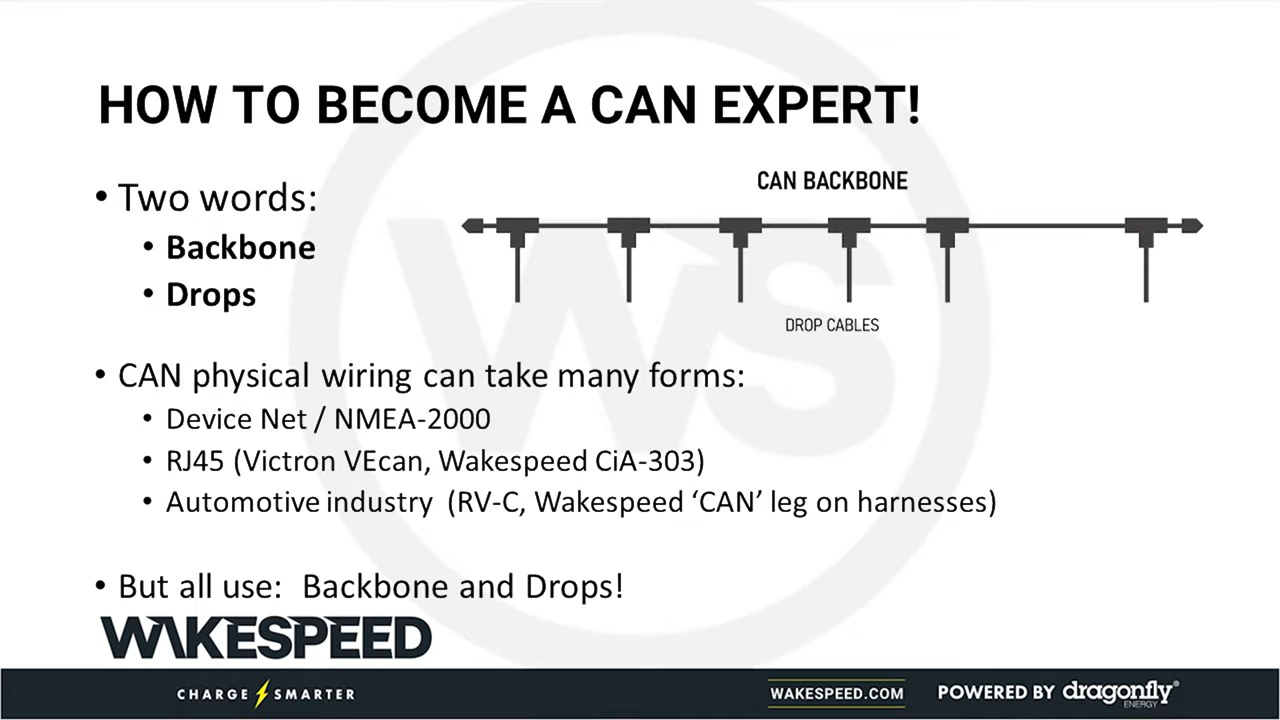 HOW TO BECOME A CAN EXPERT!
• Two words:
• Backbone
• Drops
CAN BACKBONE
DROP CABLES
• CAN physical wiring can take many forms:
• Device Net / NMEA-2000
• RJ45 (Victron VEcan, Wakespeed CiA-303)
• Automotive industry (RV-C, Wakespeed ‘CAN’ leg on harnesses)
• But all use: Backbone and Drops!
WS
WAKESPEED
CHARGE SMARTER
WAKESPEED.COM
POWERED BY dragonfly®
ENERGY